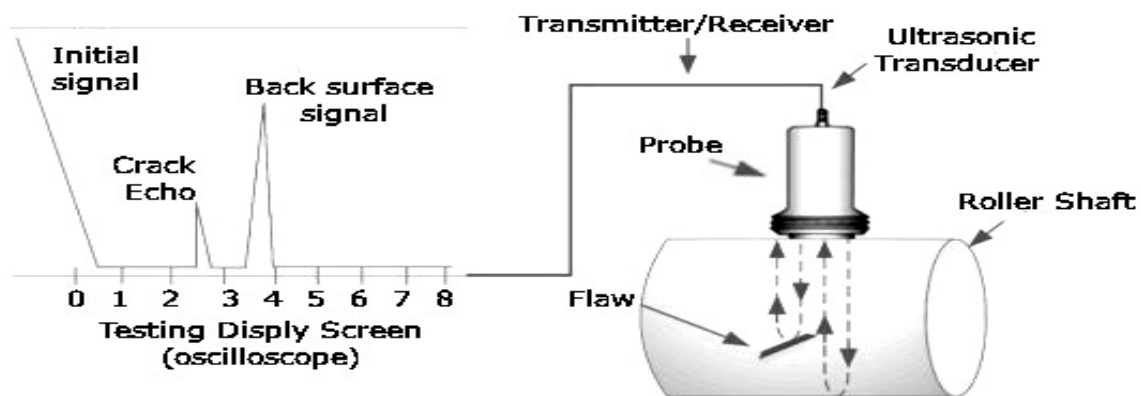 Initial
signal
Back surface
signal
Crack
Echo
0 1 2 3 4 5 6 7 8
Testing Disply Screen
(oscilloscope)
Transmitter/Receiver
Ultrasonic
Transducer
Probe
Roller Shaft
Flaw